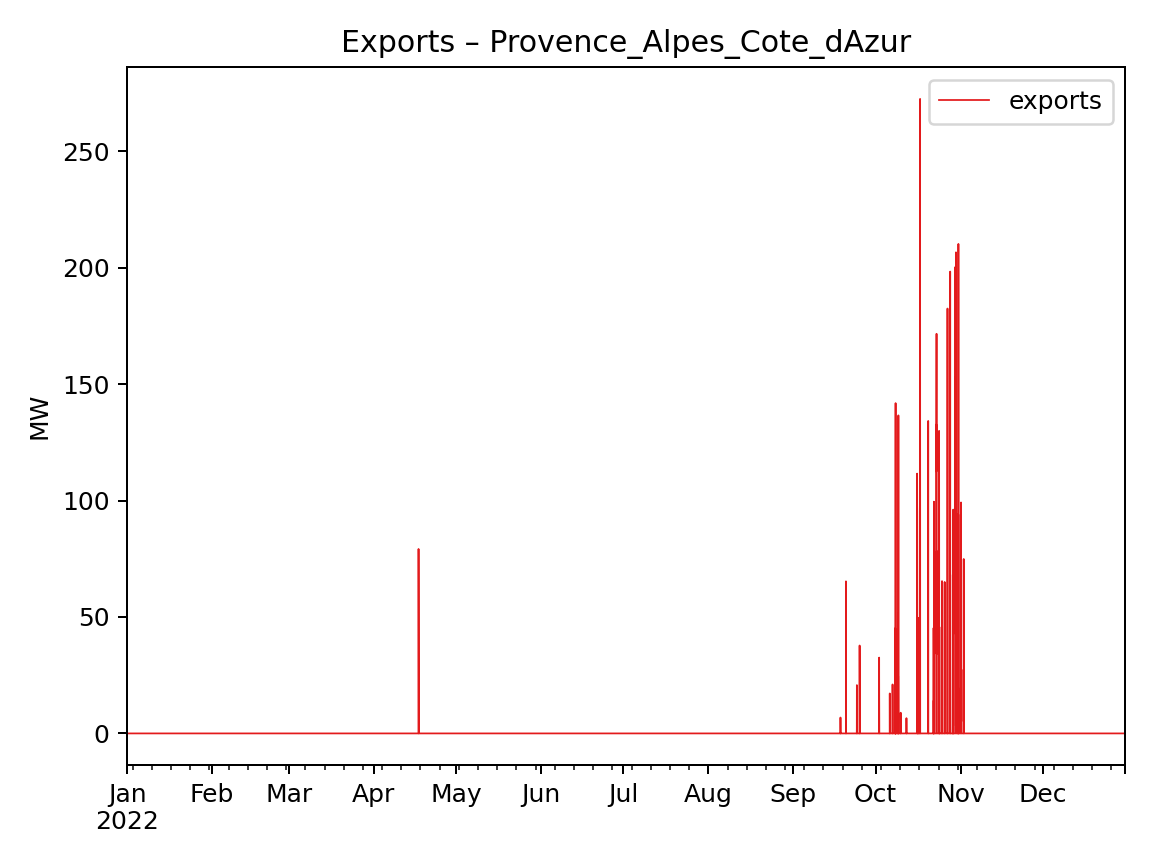 Exports – Provence_Alpes_Cote_dAzur
exports
MW
250
200
150
100
50
0
Jan Feb Mar Apr May Jun Jul Aug Sep Oct Nov Dec
2022